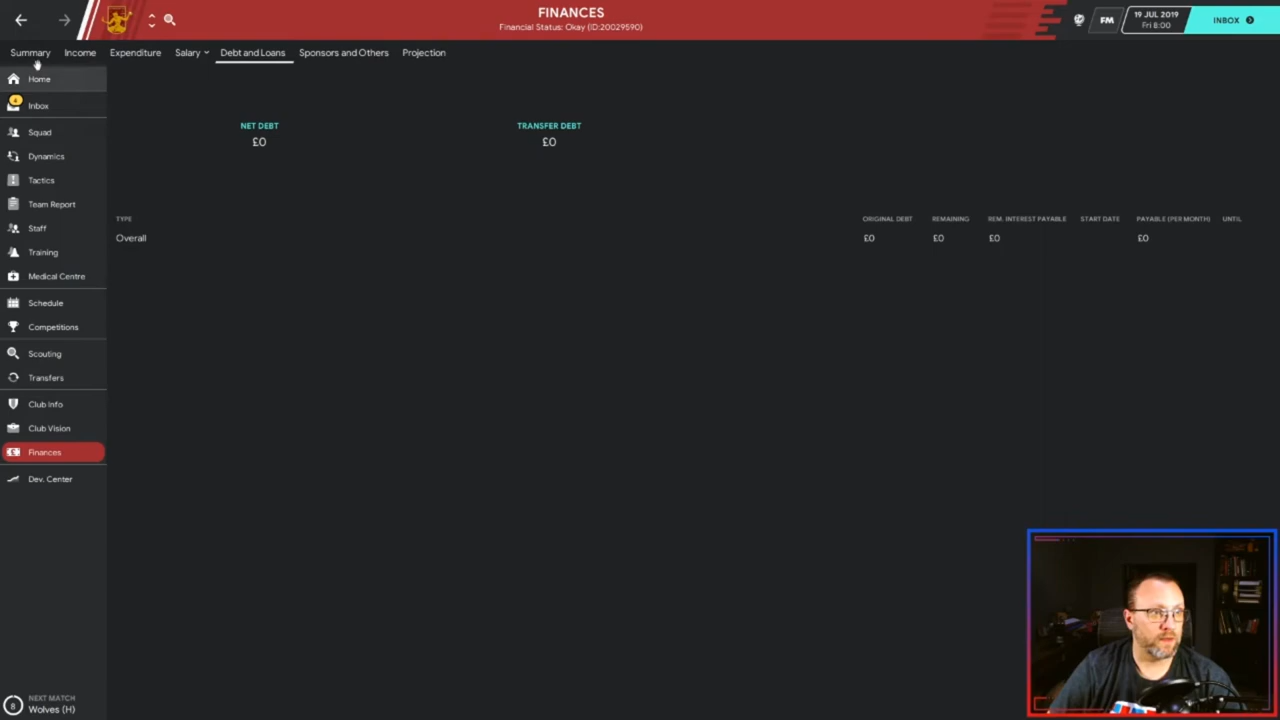 FINANCES
Financial Status: Okay (ID:20029590)
FM
19 JUL 2019
Fri 8:00
INBOX
Summary
Income
Expenditure
Salary
Debt and Loans
Sponsors and Others
Projection
Home
4
Inbox
Squad
Dynamics
Tactics
Team Report
Staff
Training
Medical Centre
Schedule
Competitions
Scouting
Transfers
Club Info
Club Vision
Finances
Dev. Center
NET DEBT
£0
TRANSFER DEBT
£0
TYPE ORIGINAL DEBT REMAINING REM. INTEREST PAYABLE START DATE PAYABLE (PER MONTH) UNTIL
Overall £0 £0 £0 £0
8
NEXT MATCH
Wolves (H)